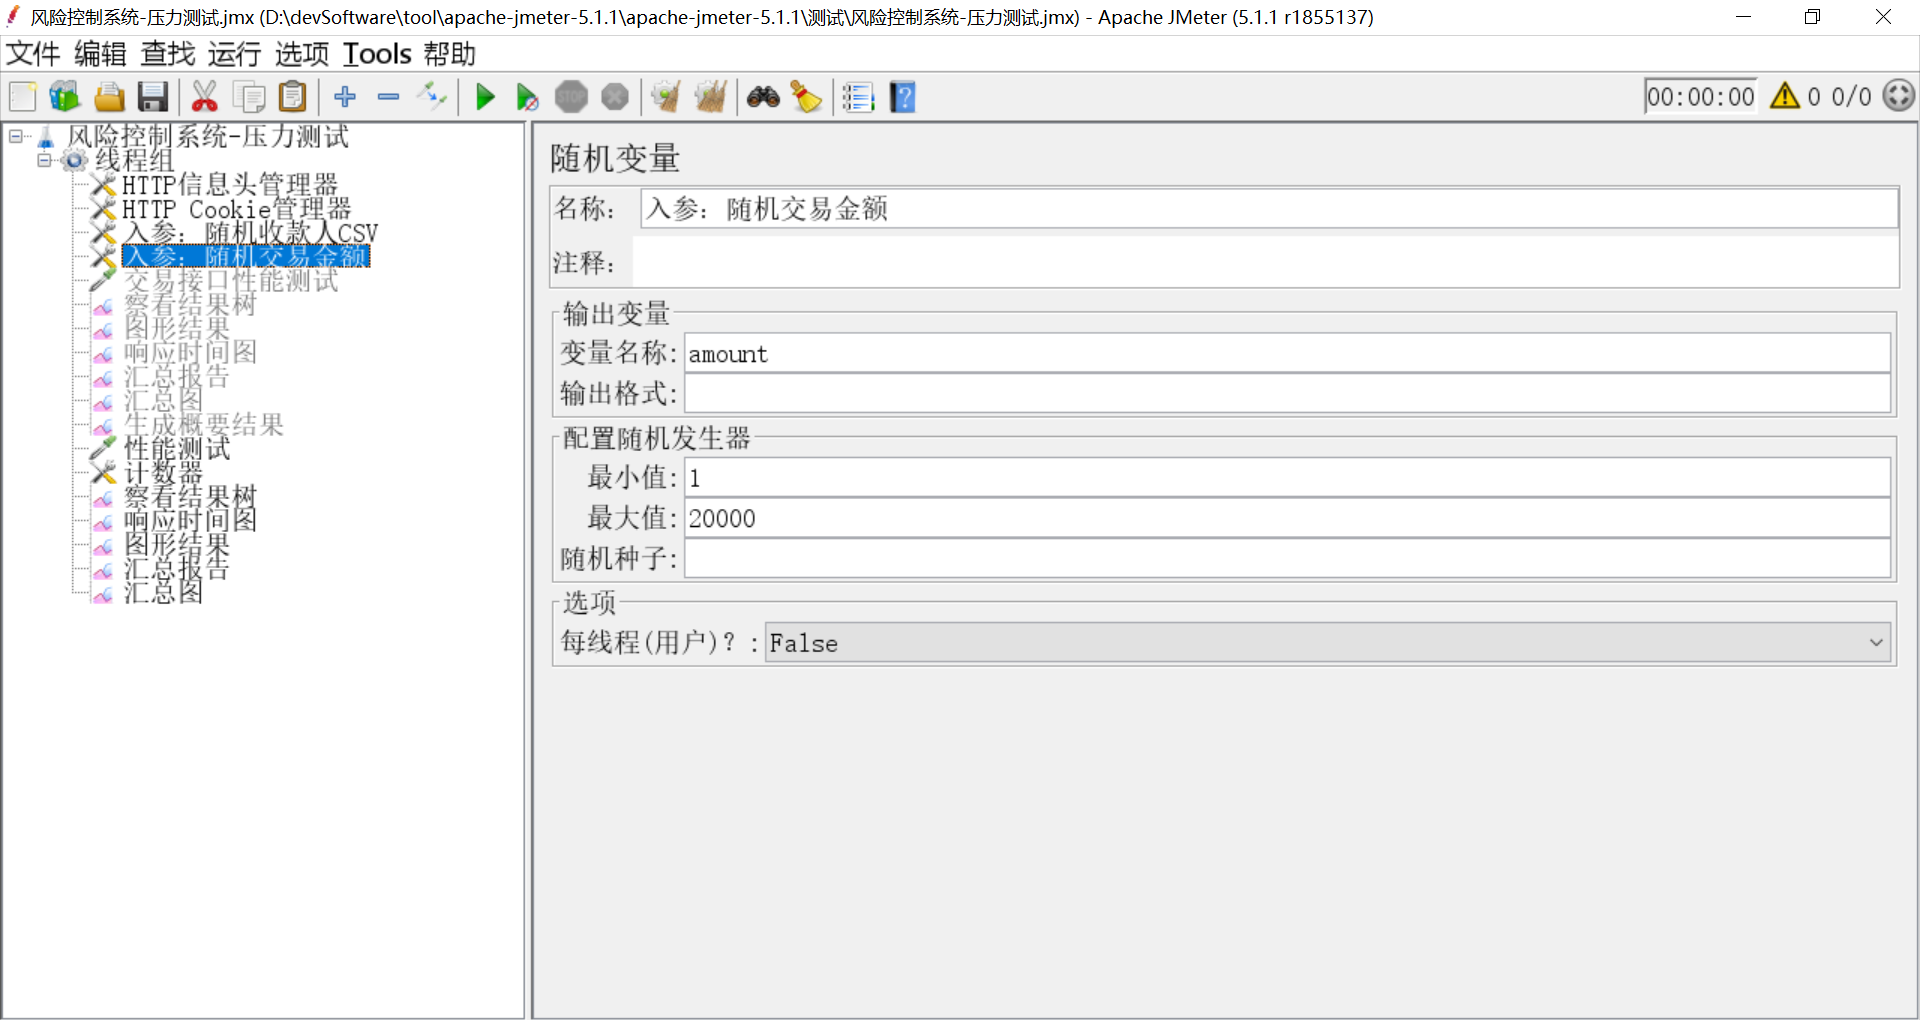 风险控制系统-压力测试.jmx (D:\devSoftware\tool\apache-jmeter-5.1.1\apache-jmeter-5.1.1\测试\风险控制系统-压力测试.jmx) - Apache JMeter (5.1.1 r1855137)
文件 编辑 查找 运行 选项 Tools 帮助
STOP
00:00:00 0 0/0
风险控制系统-压力测试
线程组
HTTP信息头管理器
HTTP Cookie管理器
入参：随机收款人CSV
入参：随机交易金额
交易接口性能测试
察看结果树
图形结果
响应时间图
汇总报告
汇总图
生成概要结果
性能测试
计数器
察看结果树
响应时间图
图形结果
汇总报告
汇总图
随机变量
名称： 入参：随机交易金额
注释：
输出变量
变量名称: amount
输出格式:
配置随机发生器
最小值: 1
最大值: 20000
随机种子:
选项
每线程(用户)？: False